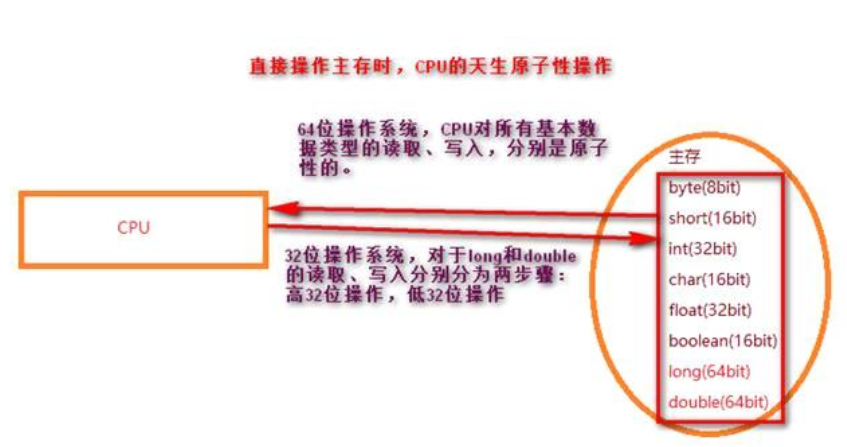 直接操作主存时，CPU的天生原子性操作
64位操作系统，CPU对所有基本数
据类型的读取、写入，分别是原子
性的。
主存
byte(8bit)
short(16bit)
CPU
int(32bit)
32位操作系统，对于long和double
的读取、写入分别分为两步骤：
高32位操作，低32位操作
char(16bit)
float(32bit)
boolean(16bit)
long(64bit)
double(64bit)